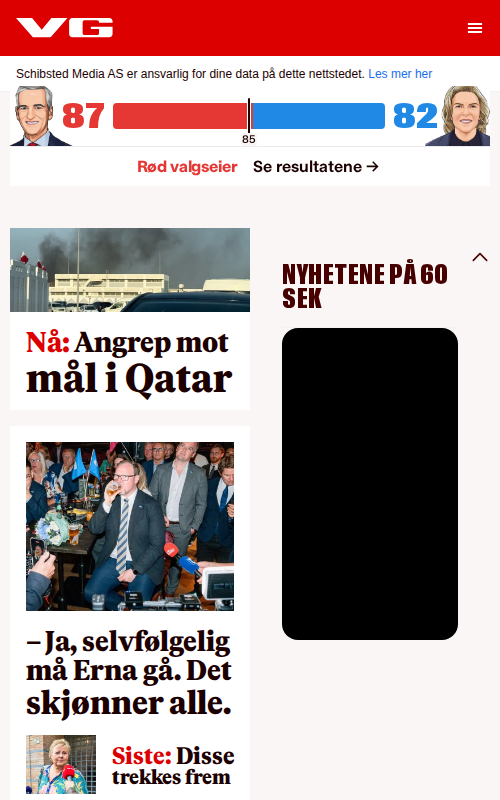 VG
Schibsted Media AS er ansvarlig for dine data på dette nettstedet. Les mer her
87 82
85
Rød valgseier Se resultatene →
Nå: Angrep mot
mål i Qatar
– Ja, selvfølgelig
må Erna gå. Det
skjønner alle.
Siste: Disse
trekkes frem
NYHETENE PÅ 60
SEK